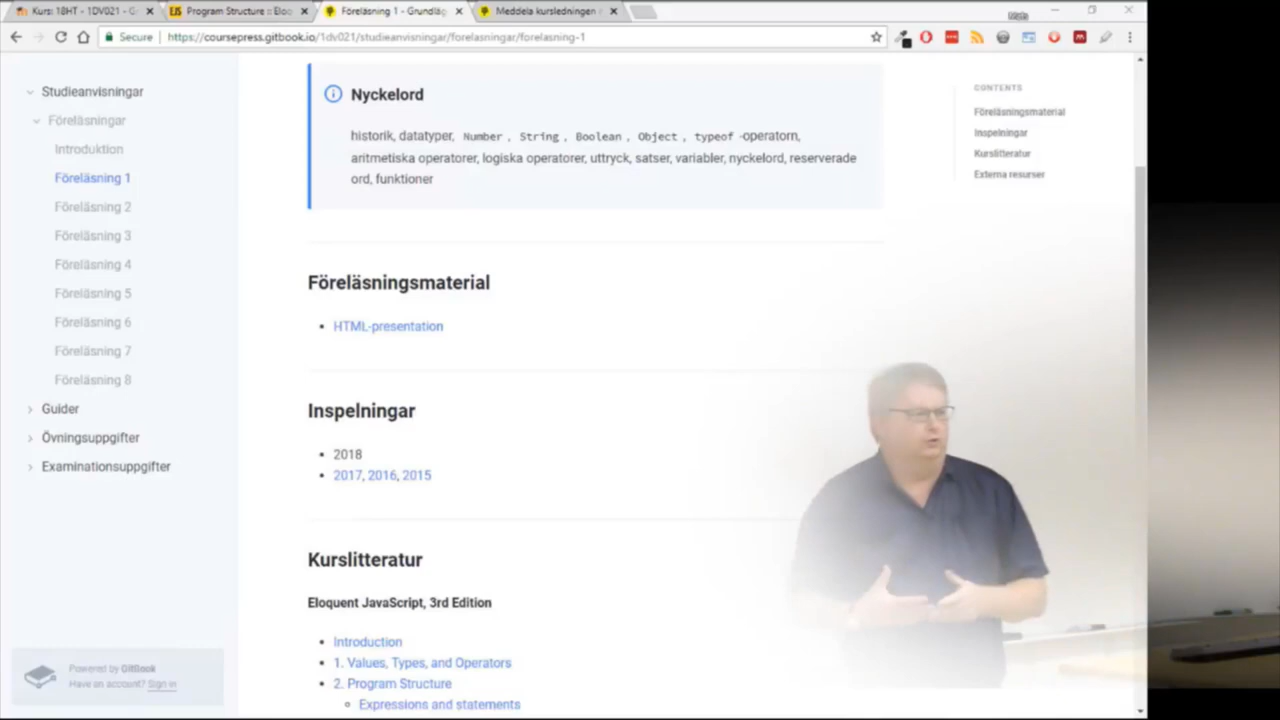 Kurs: 18HT - 1DV021 - G
Program Structure :: Eloq
Föreläsning 1 - Grundläg
Meddela kursledningen
Secure
https://coursepress.gitbook.io/1dv021/studieanvisningar/forelasningar/forelasning-1
Studieanvisningar
Föreläsningar
Introduktion
Föreläsning 1
Föreläsning 2
Föreläsning 3
Föreläsning 4
Föreläsning 5
Föreläsning 6
Föreläsning 7
Föreläsning 8
Guider
Övningsuppgifter
Examinationsuppgifter
Powered by GitBook
Have an account? Sign in
Nyckelord
historik, datatyper, Number, String, Boolean, Object, typeof -operatorn,
aritmetiska operatorer, logiska operatorer, uttryck, satser, variabler, nyckelord, reserverade
ord, funktioner
Föreläsningsmaterial
HTML-presentation
Inspelningar
2018
2017, 2016, 2015
Kurslitteratur
Eloquent JavaScript, 3rd Edition
Introduction
1. Values, Types, and Operators
2. Program Structure
Expressions and statements
CONTENTS
Föreläsningsmaterial
Inspelningar
Kurslitteratur
Externa resurser